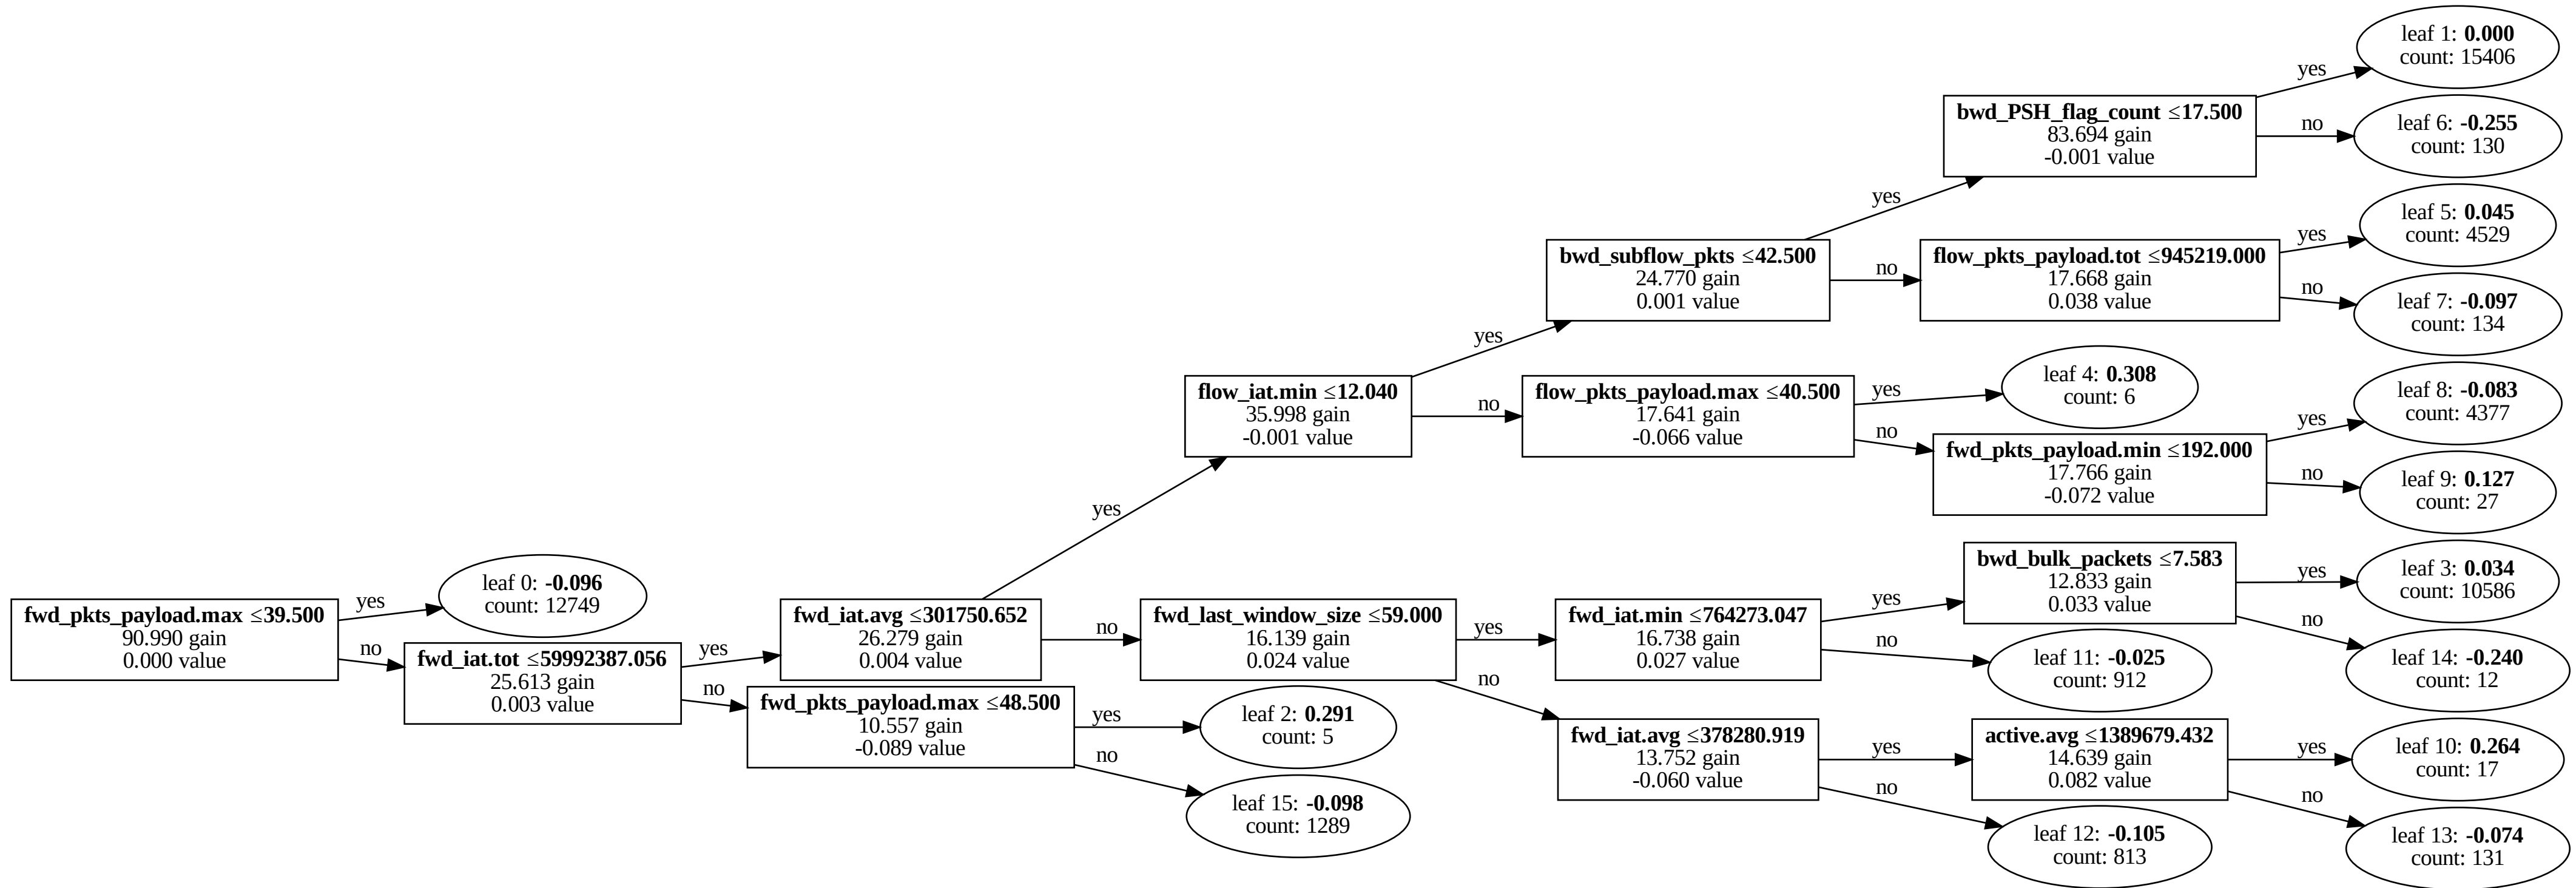 fwd_pkts_payload.max ≤39.500
90.990 gain
0.000 value
yes
no
leaf 0: -0.096
count: 12749
fwd_iat.tot ≤59992387.056
25.613 gain
0.003 value
yes
no
fwd_iat.avg ≤301750.652
26.279 gain
0.004 value
yes
no
fwd_pkts_payload.max ≤48.500
10.557 gain
-0.089 value
yes
no
leaf 2: 0.291
count: 5
leaf 15: -0.098
count: 1289
flow_iat.min ≤12.040
35.998 gain
-0.001 value
yes
no
fwd_last_window_size ≤59.000
16.139 gain
0.024 value
yes
no
bwd_subflow_pkts ≤42.500
24.770 gain
0.001 value
yes
no
flow_pkts_payload.max ≤40.500
17.641 gain
-0.066 value
yes
no
fwd_iat.min ≤764273.047
16.738 gain
0.027 value
yes
no
fwd_iat.avg ≤378280.919
13.752 gain
-0.060 value
yes
no
bwd_PSH_flag_count ≤17.500
83.694 gain
-0.001 value
yes
no
flow_pkts_payload.tot ≤945219.000
17.668 gain
0.038 value
yes
no
leaf 4: 0.308
count: 6
fwd_pkts_payload.min ≤192.000
17.766 gain
-0.072 value
yes
no
bwd_bulk_packets ≤7.583
12.833 gain
0.033 value
yes
no
leaf 11: -0.025
count: 912
active.avg ≤1389679.432
14.639 gain
0.082 value
yes
no
leaf 12: -0.105
count: 813
leaf 1: 0.000
count: 15406
leaf 6: -0.255
count: 130
leaf 5: 0.045
count: 4529
leaf 7: -0.097
count: 134
leaf 8: -0.083
count: 4377
leaf 9: 0.127
count: 27
leaf 3: 0.034
count: 10586
leaf 14: -0.240
count: 12
leaf 10: 0.264
count: 17
leaf 13: -0.074
count: 131